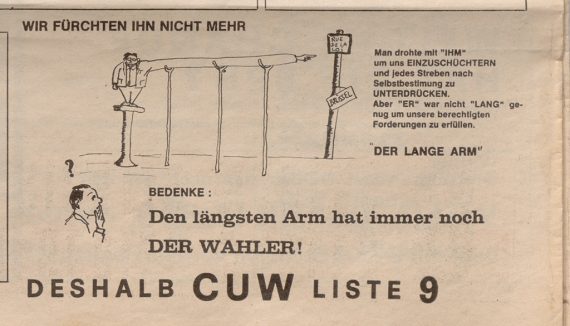 WIR FÜRCHTEN IHN NICHT MEHR
RUE
DE LA
LOI
BRÜSSEL
Man drohte mit "IHM"
um uns EINZUSCHÜCHTERN
und jedes Streben nach
Selbstbestimung zu
UNTERDRÜCKEN.
Aber "ER" war nicht "LANG" ge-
nug um unsere berechtigten
Forderungen zu erfüllen.
"DER LANGE ARM"
?
BEDENKE :
Den längsten Arm hat immer noch
DER WAHLER!
DESHALB CUW LISTE 9